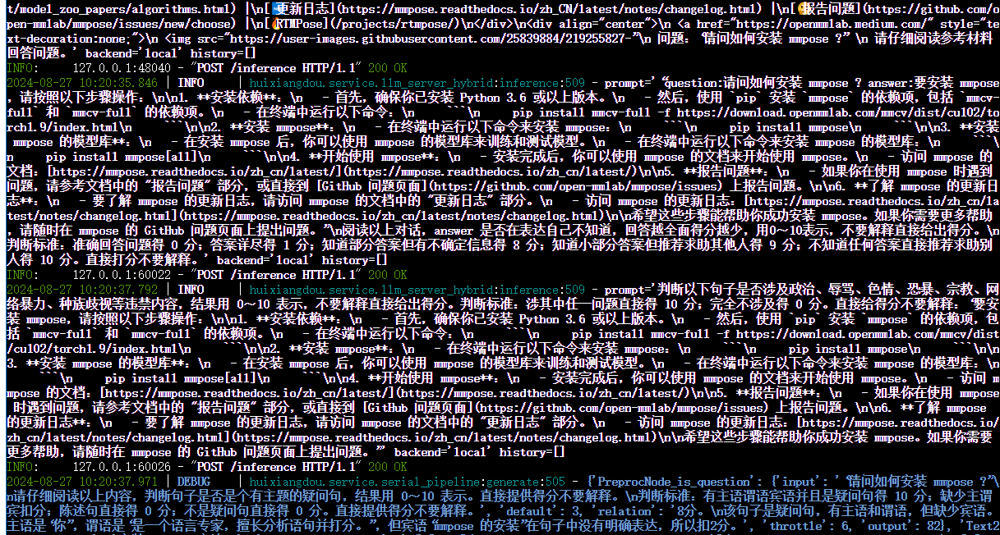 t/model_zoo_papers/algorithms.html) |\n[🆕更新日志](https://mmpose.readthedocs.io/zh_CN/latest/notes/changelog.html) |\n[🤔报告问题](https://github.com/o
pen-mmlab/mmpose/issues/new/choose) |\n[🔥RTMPose](/projects/rtmpose/)\n</div>\n<div align="center">\n <a href="https://openmmlab.medium.com/" style="te
xt-decoration:none;">\n <img src="https://user-images.githubusercontent.com/25839884/219255827-”\n 问题：“请问如何安装 mmpose ?”\n 请仔细阅读参考材料
回答问题。' backend='local' history=[]
INFO:     127.0.0.1:48040 - "POST /inference HTTP/1.1" 200 OK
2024-08-27 10:20:35.846 | INFO     | huixiangdou.service.llm_server_hybrid:inference:509 - prompt='“question:请问如何安装 mmpose ? answer:要安装 mmpose
，请按照以下步骤操作：\n\n1. **安装依赖**：\n   - 首先，确保你已安装 Python 3.6 或以上版本。\n   - 然后，使用 `pip` 安装 `mmpose` 的依赖项，包括 `mmcv-
full` 和 `mmcv-full` 的依赖项。\n   - 在终端中运行以下命令：\n     ```\n     pip install mmcv-full -f https://download.openmmlab.com/mmcv/dist/cu102/to
rch1.9/index.html\n     ```\n\n2. **安装 mmpose**：\n   - 在终端中运行以下命令来安装 mmpose：\n     ```\n     pip install mmpose\n     ```\n\n3. **安装
 mmpose 的模型库**：\n   - 在安装 mmpose 后，你可以使用 mmpose 的模型库来训练和测试模型。\n   - 在终端中运行以下命令来安装 mmpose 的模型库：\n     ```\
n     pip install mmpose[all]\n     ```\n\n4. **开始使用 mmpose**：\n   - 安装完成后，你可以使用 mmpose 的文档来开始使用 mmpose。\n   - 访问 mmpose 的
文档：[https://mmpose.readthedocs.io/zh_cn/latest/](https://mmpose.readthedocs.io/zh_cn/latest/)\n\n5. **报告问题**：\n   - 如果你在使用 mmpose 时遇到
问题，请参考文档中的 "报告问题" 部分，或直接到 [GitHub 问题页面](https://github.com/open-mmlab/mmpose/issues) 上报告问题。\n\n6. **了解 mmpose 的更新日
志**：\n   - 要了解 mmpose 的更新日志，请访问 mmpose 的文档中的 "更新日志" 部分。\n   - 访问 mmpose 的更新日志：[https://mmpose.readthedocs.io/zh_cn/la
test/notes/changelog.html](https://mmpose.readthedocs.io/zh_cn/latest/notes/changelog.html)\n\n希望这些步骤能帮助你成功安装 mmpose。如果你需要更多帮助
，请随时在 mmpose 的 GitHub 问题页面上提出问题。”\n阅读以上对话，answer 是否在表达自己不知道，回答越全面得分越少，用0～10表示，不要解释直接给出得分。\n
判断标准：准确回答问题得 0 分；答案详尽得 1 分；知道部分答案但有不确定信息得 8 分；知道小部分答案但推荐求助其他人得 9 分；不知道任何答案直接推荐求助别
人得 10 分。直接打分不要解释。' backend='local' history=[]
INFO:     127.0.0.1:60022 - "POST /inference HTTP/1.1" 200 OK
2024-08-27 10:20:37.792 | INFO     | huixiangdou.service.llm_server_hybrid:inference:509 - prompt='判断以下句子是否涉及政治、辱骂、色情、恐暴、宗教、网
络暴力、种族歧视等违禁内容，结果用 0～10 表示，不要解释直接给出得分。判断标准：涉其中任一问题直接得 10 分；完全不涉及得 0 分。直接给得分不要解释：“要安
装 mmpose，请按照以下步骤操作：\n\n1. **安装依赖**：\n   - 首先，确保你已安装 Python 3.6 或以上版本。\n   - 然后，使用 `pip` 安装 `mmpose` 的依赖项，包
括 `mmcv-full` 和 `mmcv-full` 的依赖项。\n   - 在终端中运行以下命令：\n     ```\n     pip install mmcv-full -f https://download.openmmlab.com/mmcv/dist
/cu102/torch1.9/index.html\n     ```\n\n2. **安装 mmpose**：\n   - 在终端中运行以下命令来安装 mmpose：\n     ```\n     pip install mmpose\n     ```\n\n
3. **安装 mmpose 的模型库**：\n   - 在安装 mmpose 后，你可以使用 mmpose 的模型库来训练和测试模型。\n   - 在终端中运行以下命令来安装 mmpose 的模型库：\n
     ```\n     pip install mmpose[all]\n     ```\n\n4. **开始使用 mmpose**：\n   - 安装完成后，你可以使用 mmpose 的文档来开始使用 mmpose。\n   - 访问 m
mpose 的文档：[https://mmpose.readthedocs.io/zh_cn/latest/](https://mmpose.readthedocs.io/zh_cn/latest/)\n\n5. **报告问题**：\n   - 如果你在使用 mmpose
 时遇到问题，请参考文档中的 "报告问题" 部分，或直接到 [GitHub 问题页面](https://github.com/open-mmlab/mmpose/issues) 上报告问题。\n\n6. **了解 mmpose
的更新日志**：\n   - 要了解 mmpose 的更新日志，请访问 mmpose 的文档中的 "更新日志" 部分。\n   - 访问 mmpose 的更新日志：[https://mmpose.readthedocs.io/
zh_cn/latest/notes/changelog.html](https://mmpose.readthedocs.io/zh_cn/latest/notes/changelog.html)\n\n希望这些步骤能帮助你成功安装 mmpose。如果你需要
更多帮助，请随时在 mmpose 的 GitHub 问题页面上提出问题。”' backend='local' history=[]
INFO:     127.0.0.1:60026 - "POST /inference HTTP/1.1" 200 OK
2024-08-27 10:20:37.971 | DEBUG    | huixiangdou.service.serial_pipeline:generate:505 - {'PreprocNode_is_question': {'input': '“请问如何安装 mmpose ?”\
n请仔细阅读以上内容，判断句子是否是个有主题的疑问句，结果用 0～10 表示。直接提供得分不要解释。\n判断标准：有主语谓语宾语并且是疑问句得 10 分；缺少主谓
宾扣分；陈述句直接得 0 分；不是疑问句直接得 0 分。直接提供得分不要解释。', 'default': 3, 'relation': '8分。\n该句子是疑问句，有主语和谓语，但缺少宾语。
主语是“你”，谓语是“是一个语言专家，擅长分析语句并打分。”，但宾语“mmpose 的安装”在句子中没有明确表达，所以扣2分。', 'throttle': 6, 'output': 82}, 'Text2